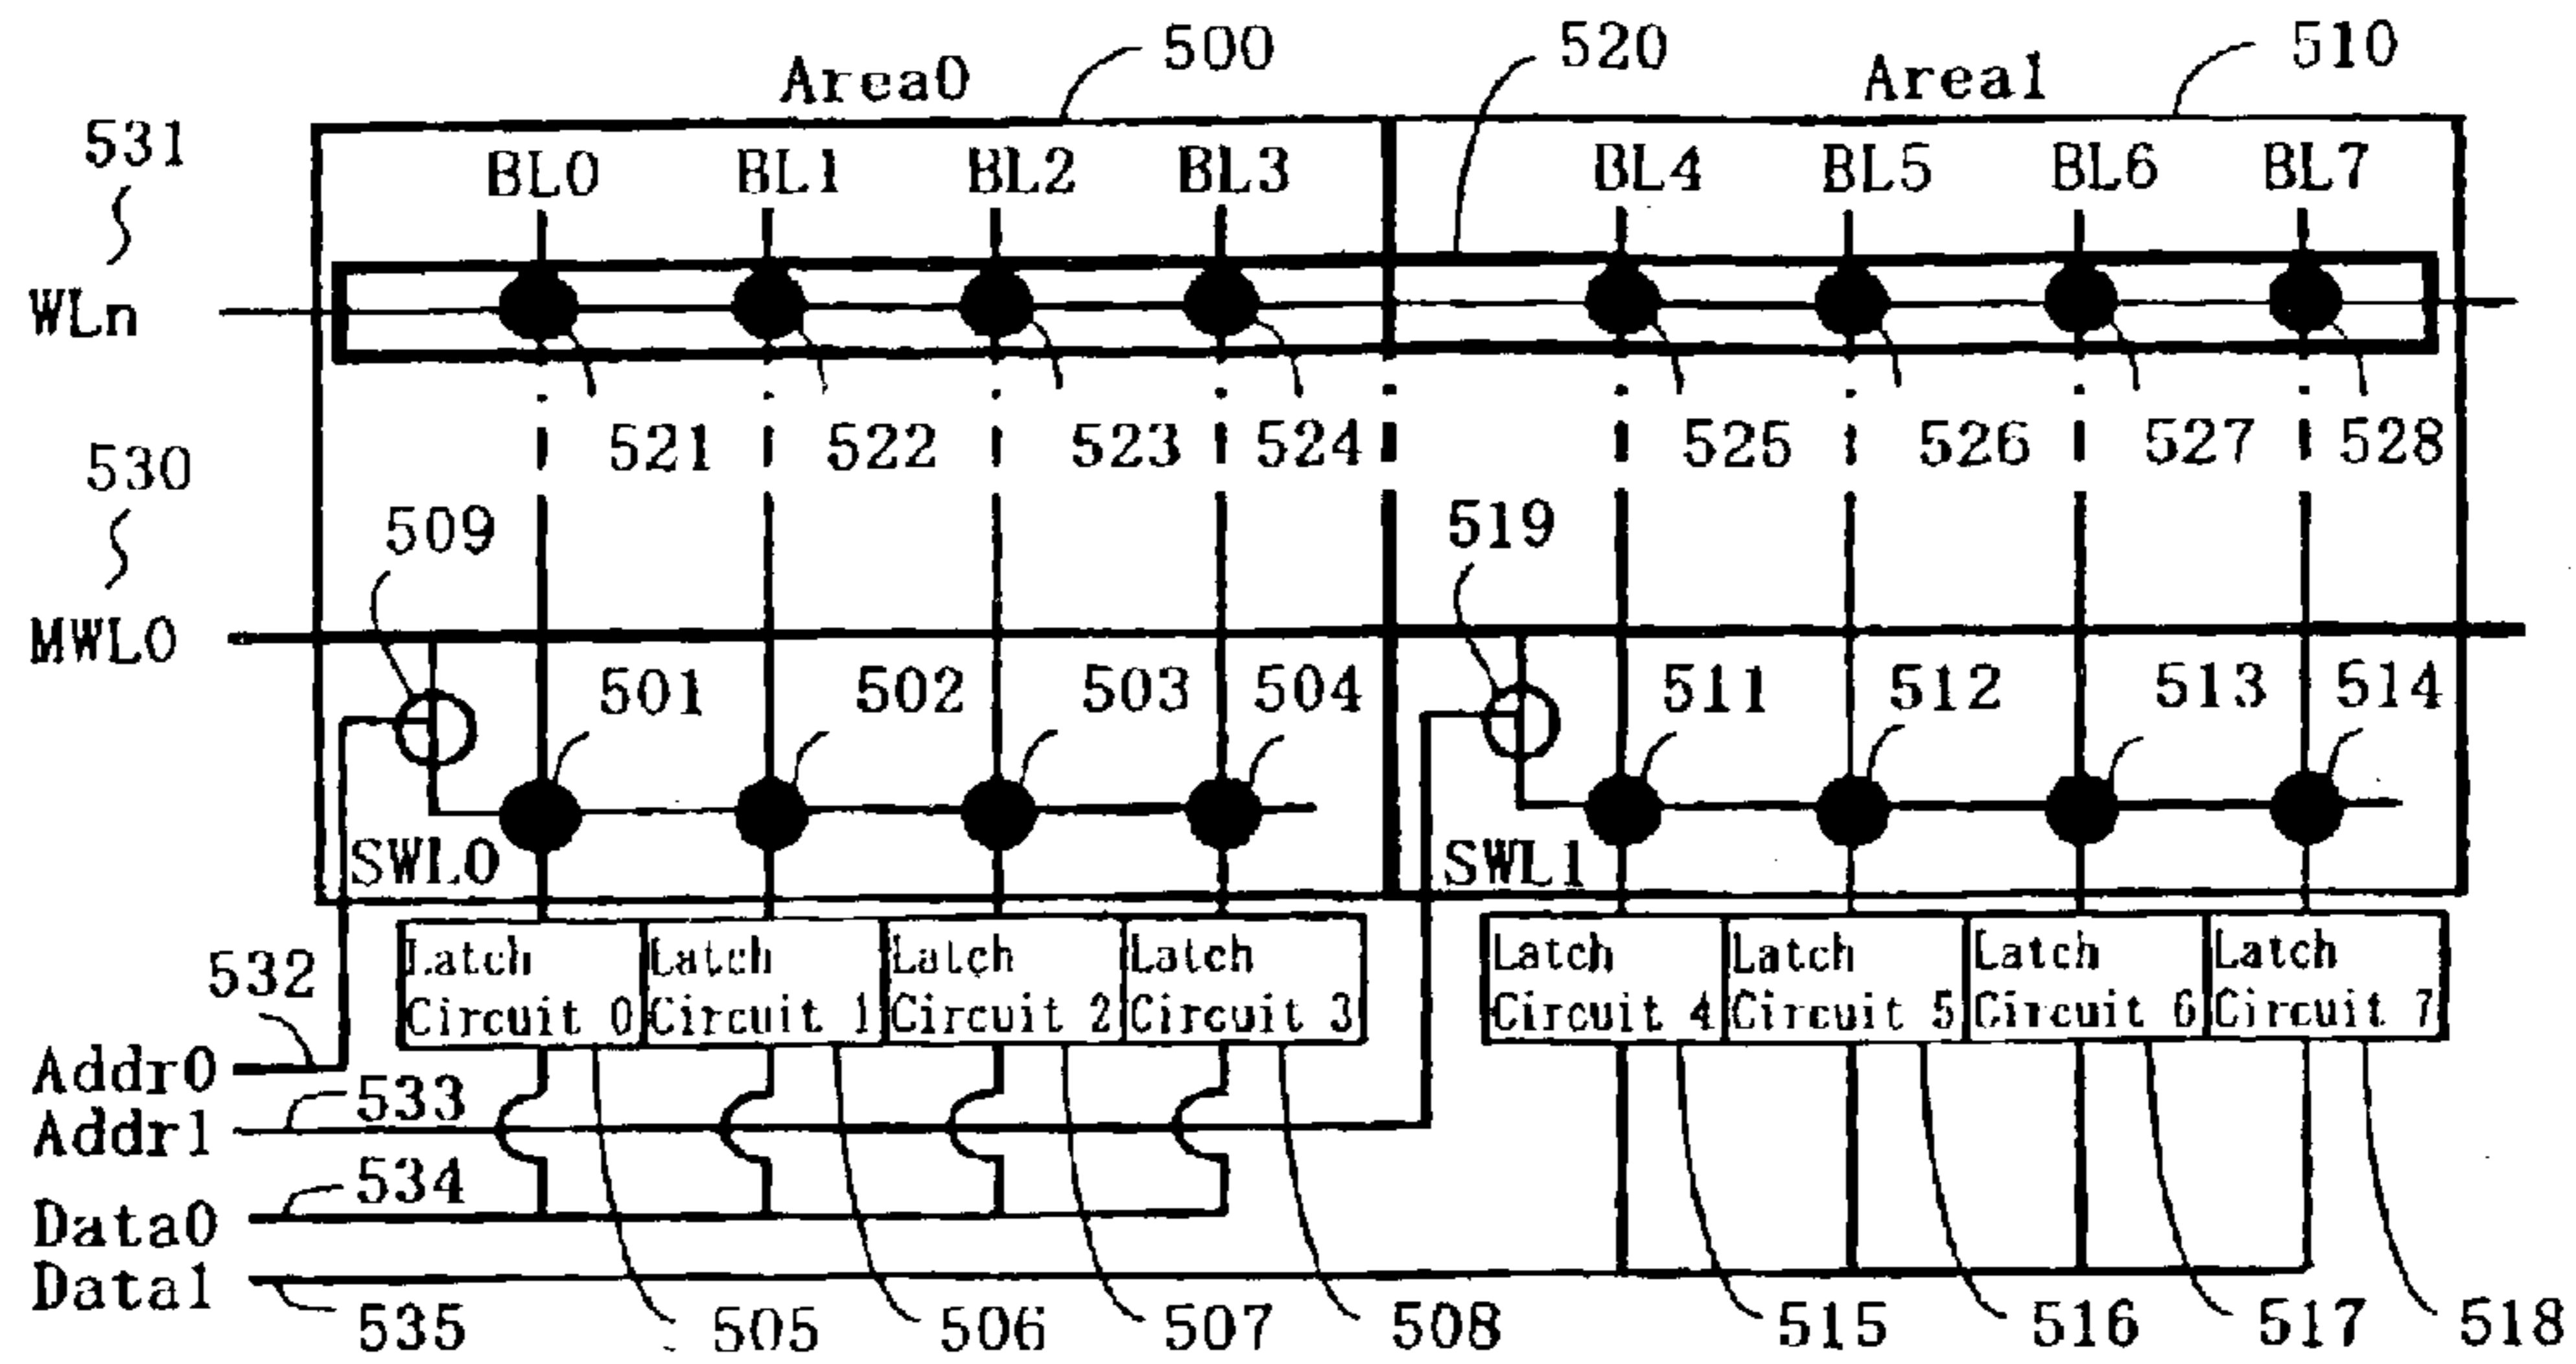 Area0 500 520 Area1 510
531 BL0 BL1 BL2 BL3 BL4 BL5 BL6 BL7
WLn
521 522 523 524 525 526 527 528
530
509 519
MWL0
501 502 503 504 511 512 513 514
SWL0 SWL1
Latch Circuit 0
Latch Circuit 1
Latch Circuit 2
Latch Circuit 3
Latch Circuit 4
Latch Circuit 5
Latch Circuit 6
Latch Circuit 7
532
Addr0
533
Addr1
534
Data0
Data1
535 505 506 507 508 515 516 517 518